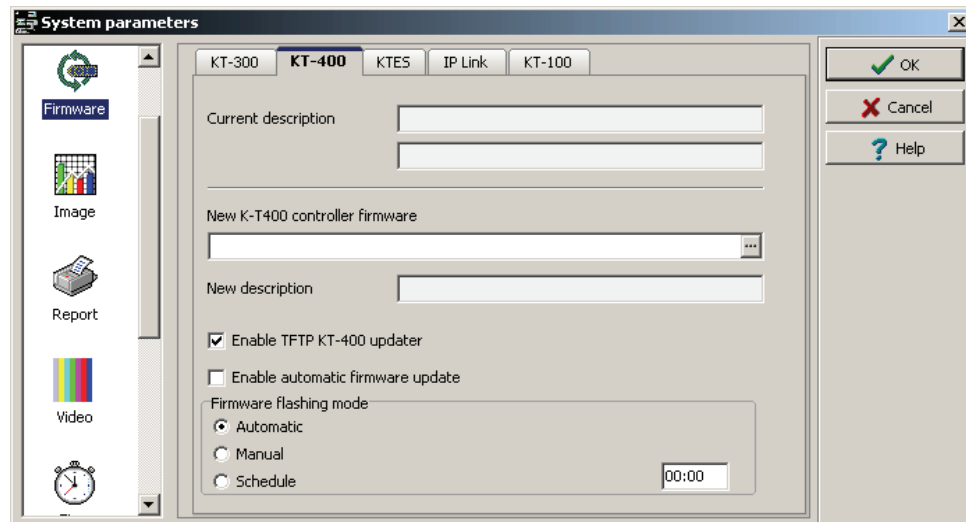 System parameters
Firmware
Image
Report
Video
KT-300
KT-400
KTES
IP Link
KT-100
Current description
New K-T400 controller firmware
...
New description
Enable TFTP KT-400 updater
Enable automatic firmware update
Firmware flashing mode
Automatic
Manual
Schedule
00:00
OK
Cancel
Help